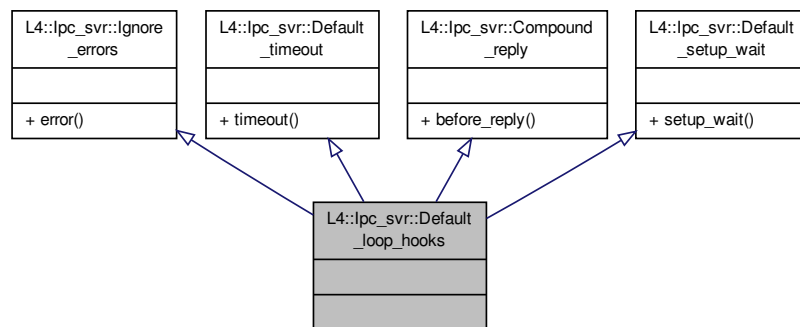 L4::Ipc_svr::Ignore
_errors
+ error()
L4::Ipc_svr::Default
_timeout
+ timeout()
L4::Ipc_svr::Compound
_reply
+ before_reply()
L4::Ipc_svr::Default
_setup_wait
+ setup_wait()
L4::Ipc_svr::Default
_loop_hooks